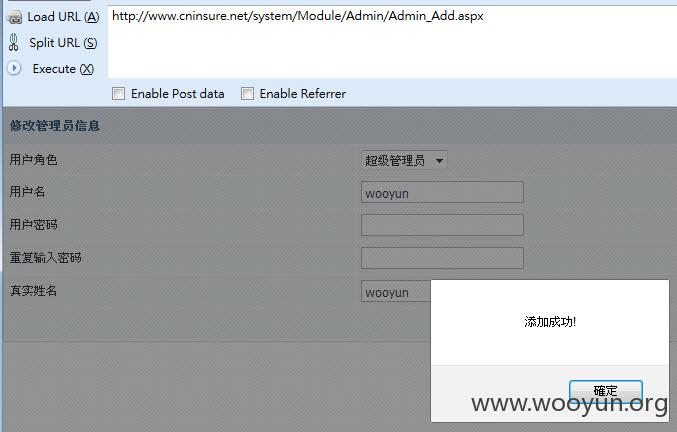 Load URL (A)
http://www.cninsure.net/system/Module/Admin/Admin_Add.aspx
Split URL (S)
Execute (X)
Enable Post data
Enable Referrer
修改管理员信息
用户角色
超级管理员
用户名
wooyun
用户密码
重复输入密码
真实姓名
wooyun
添加成功!
確定
www.wooyun.org